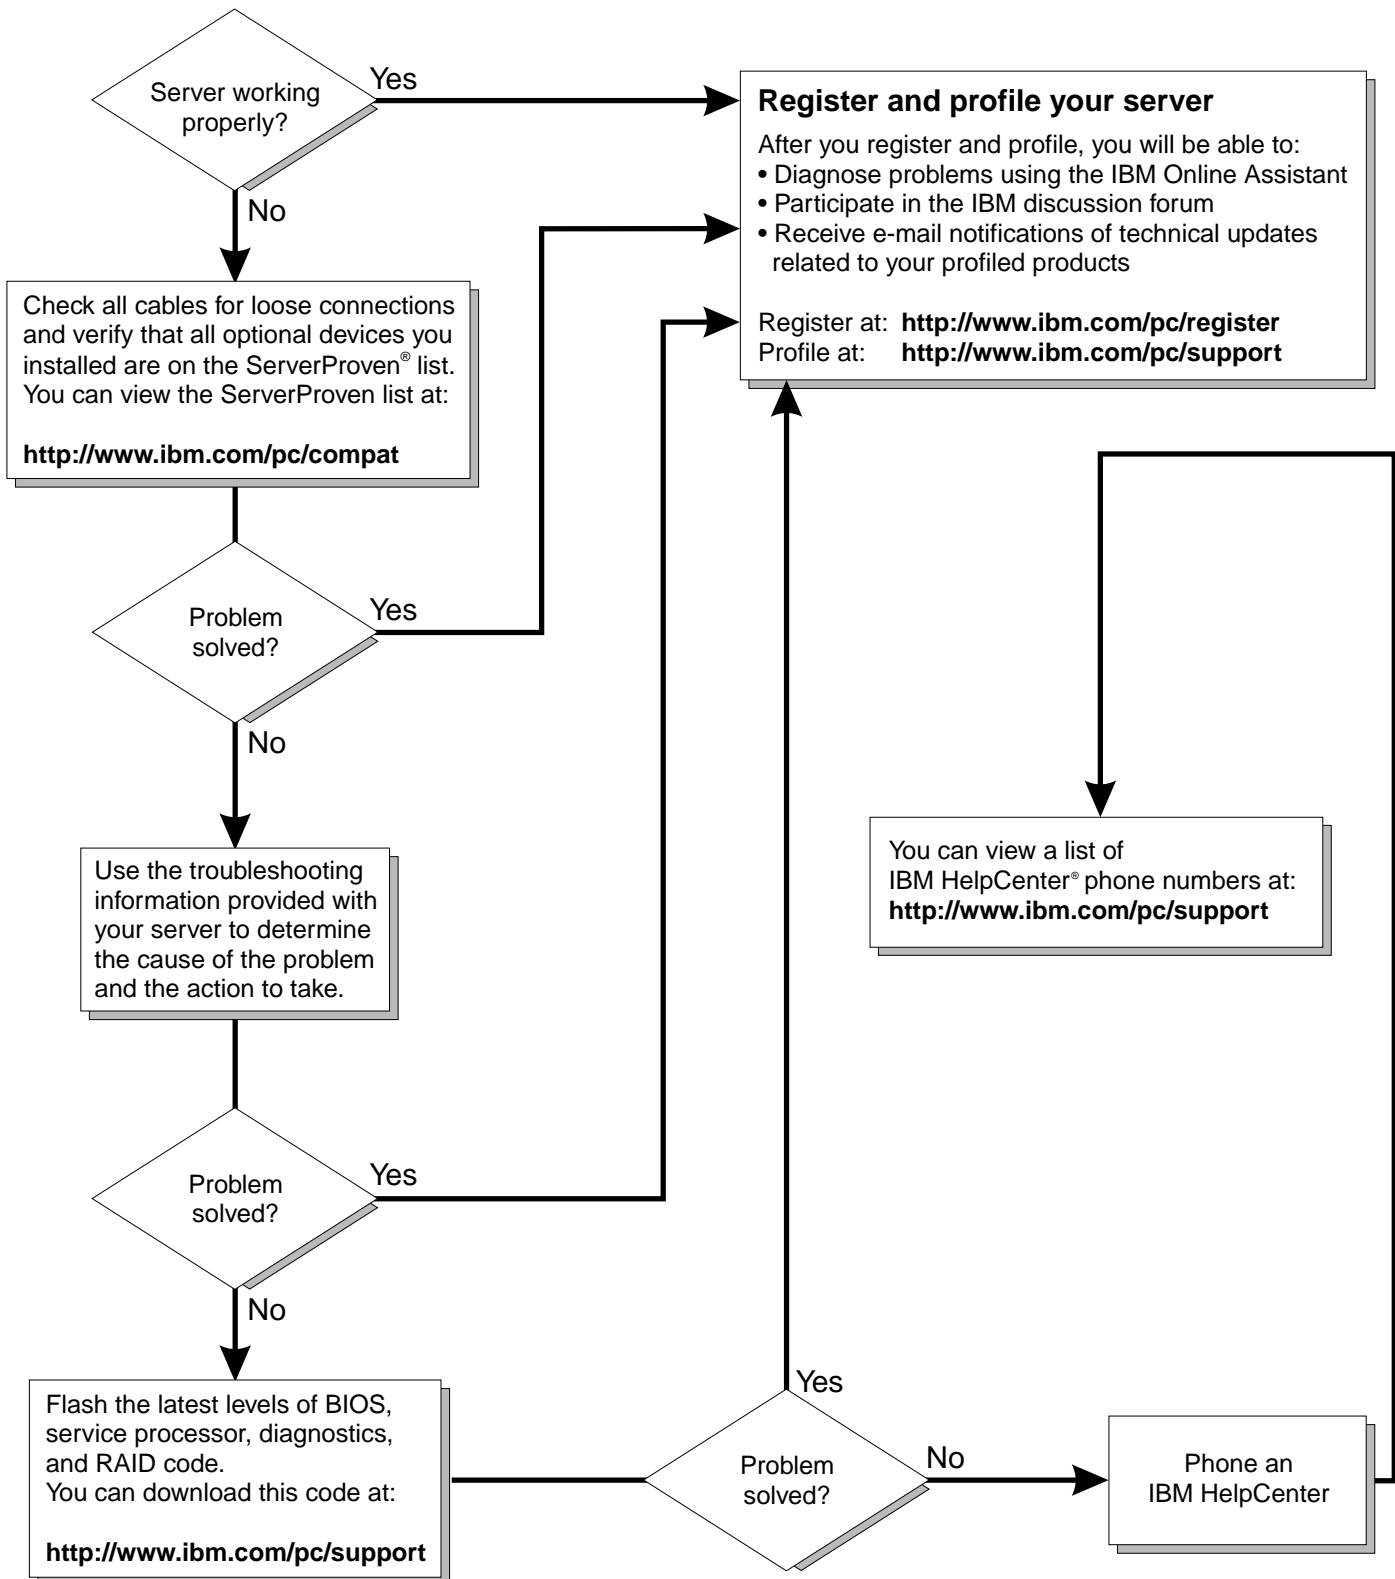 Server working
properly?
Yes
No
Register and profile your server
After you register and profile, you will be able to:
• Diagnose problems using the IBM Online Assistant
• Participate in the IBM discussion forum
• Receive e-mail notifications of technical updates
related to your profiled products
Register at: http://www.ibm.com/pc/register
Profile at: http://www.ibm.com/pc/support
Check all cables for loose connections
and verify that all optional devices you
installed are on the ServerProven® list.
You can view the ServerProven list at:
http://www.ibm.com/pc/compat
Problem
solved?
Yes
No
Use the troubleshooting
information provided with
your server to determine
the cause of the problem
and the action to take.
You can view a list of
IBM HelpCenter® phone numbers at:
http://www.ibm.com/pc/support
Problem
solved?
Yes
No
Flash the latest levels of BIOS,
service processor, diagnostics,
and RAID code.
You can download this code at:
http://www.ibm.com/pc/support
Problem
solved?
Yes
No
Phone an
IBM HelpCenter